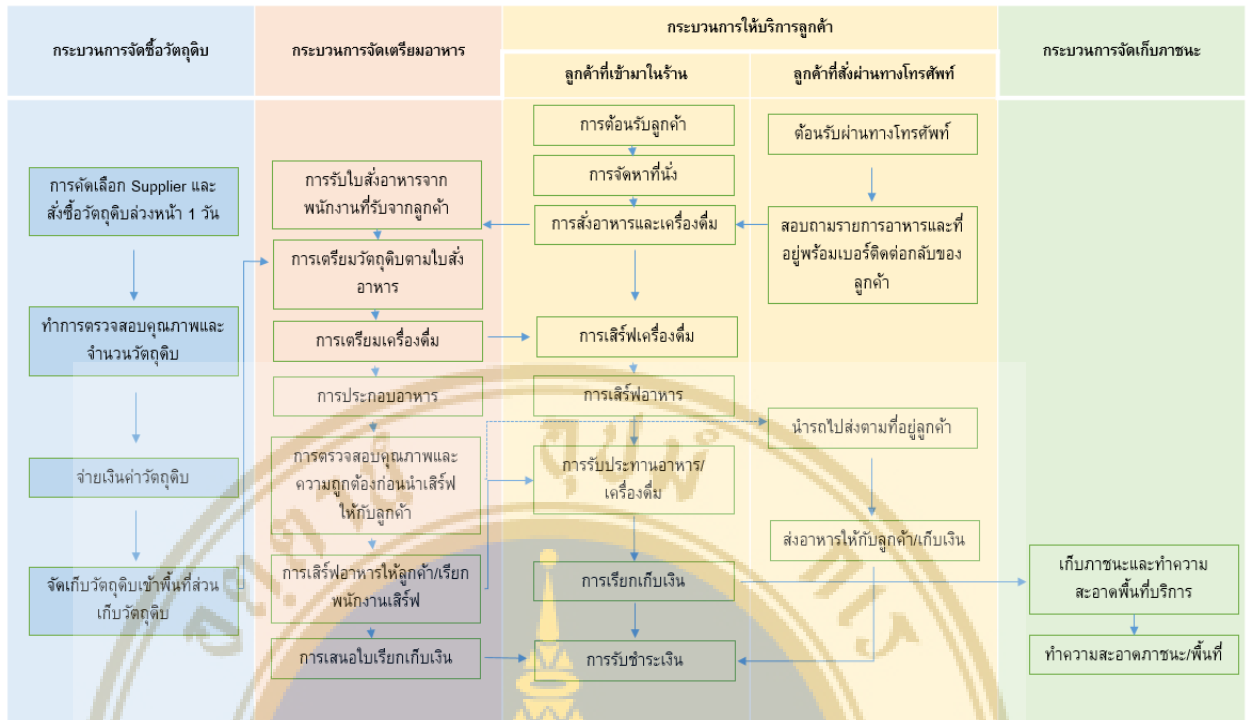 กระบวนการจัดซื้อวัตถุดิบ
กระบวนการจัดเตรียมอาหาร
กระบวนการให้บริการลูกค้า
ลูกค้าที่เข้ามาในร้าน
ลูกค้าที่สั่งผ่านทางโทรศัพท์
กระบวนการจัดเก็บภาชนะ
การคัดเลือก Supplier และ
สั่งซื้อวัตถุดิบล่วงหน้า 1 วัน
ทำการตรวจสอบคุณภาพและ
จำนวนวัตถุดิบ
จ่ายเงินค่าวัตถุดิบ
จัดเก็บวัตถุดิบเข้าพื้นที่ส่วน
เก็บวัตถุดิบ
การรับใบสั่งอาหารจาก
พนักงานที่รับจากลูกค้า
การเตรียมวัตถุดิบตามใบสั่ง
อาหาร
การเตรียมเครื่องดื่ม
การประกอบอาหาร
การตรวจสอบคุณภาพและ
ความถูกต้องก่อนนำเสิร์ฟ
ให้กับลูกค้า
การเสิร์ฟอาหารให้ลูกค้า/เรียก
พนักงานเสิร์ฟ
การเสนอใบเรียกเก็บเงิน
การต้อนรับลูกค้า
การจัดหาที่นั่ง
การสั่งอาหารและเครื่องดื่ม
การเสิร์ฟเครื่องดื่ม
การเสิร์ฟอาหาร
การรับประทานอาหาร/
เครื่องดื่ม
การเรียกเก็บเงิน
การรับชำระเงิน
ต้อนรับผ่านทางโทรศัพท์
สอบถามรายการอาหารและที่
อยู่พร้อมเบอร์ติดต่อกลับของ
ลูกค้า
นำรถไปส่งตามที่อยู่ลูกค้า
ส่งอาหารให้กับลูกค้า/เก็บเงิน
เก็บภาชนะและทำความ
สะอาดพื้นที่บริการ
ทำความสะอาดภาชนะ/พื้นที่